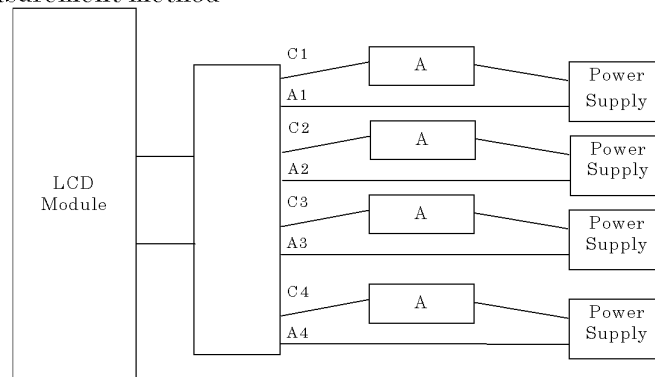 C1
A
Power
Supply
A1
C2
A
Power
Supply
A2
LCD
Module
C3
A
Power
Supply
A3
C4
A
Power
Supply
A4